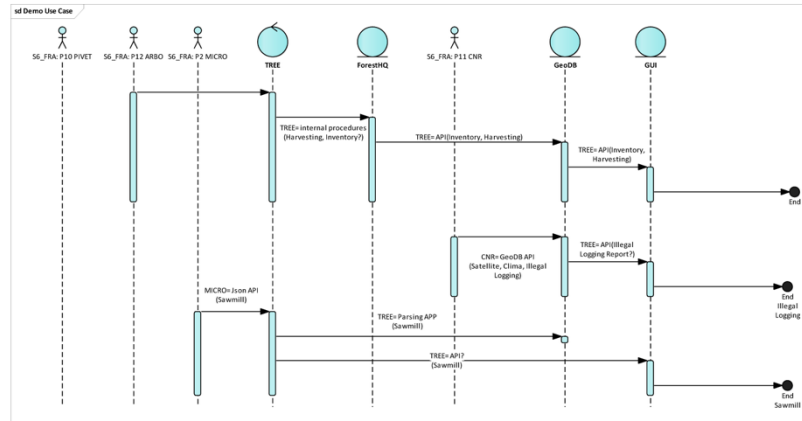 sd Demo Use Case
S6_FRA: P10 PIVET
S6_FRA: P12 ARBO
S6_FRA: P2 MICRO
TREE
ForestHQ
S6_FRA: P11 CNR
GeoDB
GUI
TREE= internal procedures
(Harvesting, Inventory?)
TREE= API(Inventory, Harvesting)
TREE= API(Inventory,
Harvesting)
End
CNR= GeoDB API
(Satellite, Clima, Illegal
Logging)
TREE= API(Illegal
Logging Report?)
End
Illegal
Logging
MICRO= Json API
(Sawmill)
TREE= Parsing APP
(Sawmill)
TREE= API?
(Sawmill)
End
Sawmill